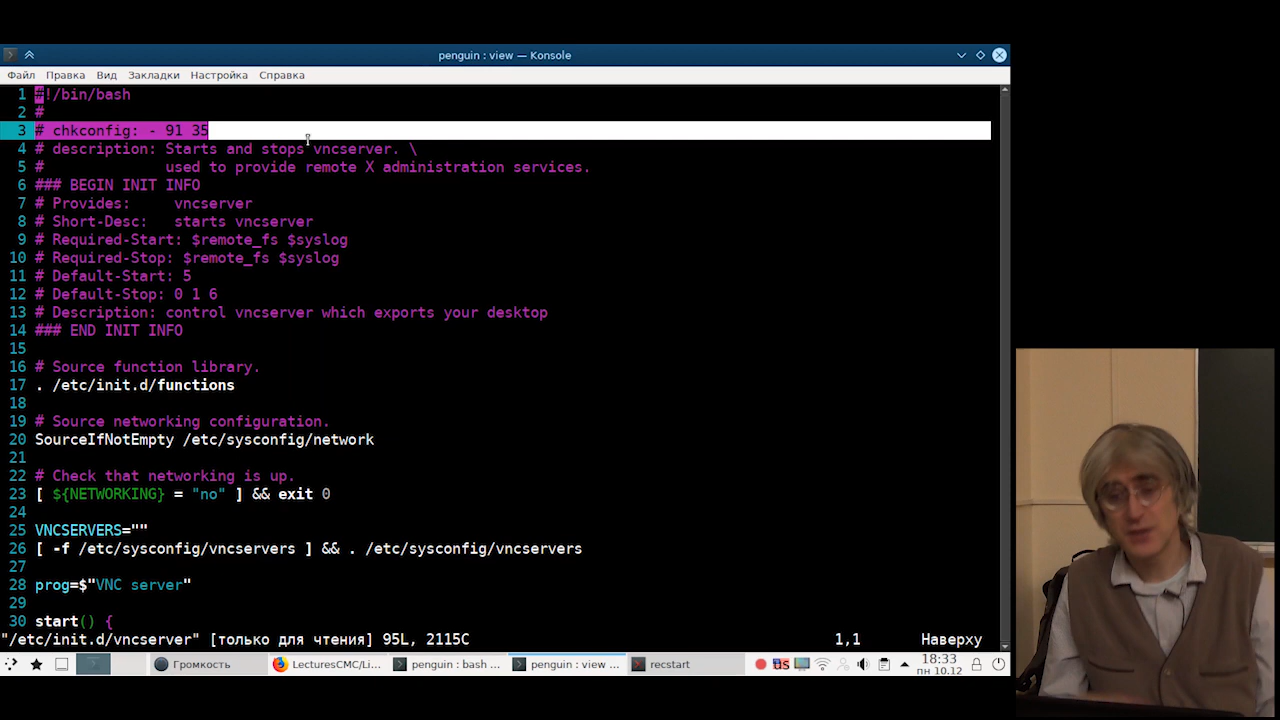 penguin : view — Konsole
Файл Правка Вид Закладки Настройка Справка
1 #!/bin/bash
2 #
3 # chkconfig: - 91 35
4 # description: Starts and stops vncserver. \
5 # used to provide remote X administration services.
6 ### BEGIN INIT INFO
7 # Provides: vncserver
8 # Short-Desc: starts vncserver
9 # Required-Start: $remote_fs $syslog
10 # Required-Stop: $remote_fs $syslog
11 # Default-Start: 5
12 # Default-Stop: 0 1 6
13 # Description: control vncserver which exports your desktop
14 ### END INIT INFO
15
16 # Source function library.
17 . /etc/init.d/functions
18
19 # Source networking configuration.
20 SourceIfNotEmpty /etc/sysconfig/network
21
22 # Check that networking is up.
23 [ ${NETWORKING} = "no" ] && exit 0
24
25 VNCSERVERS=""
26 [ -f /etc/sysconfig/vncservers ] && . /etc/sysconfig/vncservers
27
28 prog=$"VNC server"
29
30 start() {
"/etc/init.d/vncserver" [только для чтения] 95L, 2115C 1,1 Наверху
Громкость LecturesCMC/Li... penguin : bash ... penguin : view ... recstart US 18:33
пн 10.12